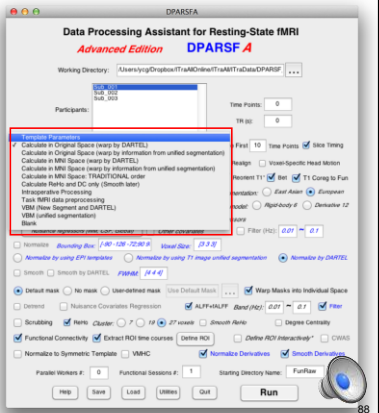 DPARSFA
Data Processing Assistant for Resting-State fMRI
Advanced Edition DPARSF A
Working Directory: /Users/ycg/Dropbox/ITraAllOnline/ITraAll/ITraData/DPARSF ...
Sub_001
Sub_002
Sub_003
Participants:
Time Points: 0
TR (s): 0
Template Parameters
✓ Calculate in Original Space (warp by DARTEL)
Calculate in Original Space (warp by information from unified segmentation)
Calculate in MNI Space (warp by DARTEL)
Calculate in MNI Space (warp by information from unified segmentation)
Calculate in MNI Space: TRADITIONAL order
Calculate ReHo and DC only (Smooth later)
Intraoperative Processing
Task fMRI data preprocessing
VBM (New Segment and DARTEL)
VBM (unified segmentation)
Blank
First 10 Time Points Slice Timing
Realign Voxel-Specific Head Motion
Reorient T1* Bet T1 Coreg to Fun
East Asian European
Rigid-body 6 Derivative 12
Filter (Hz): 0.01 ~ 0.1
Normalize Bounding Box: [-90 -126 -72;90 9 Voxel Size: [3 3 3]
Normalize by using EPI templates Normalize by using T1 image unified segmentation Normalize by DARTEL
Smooth Smooth by DARTEL FWHM: [4 4 4]
Default mask No mask User-defined mask Use Default Mask ... Warp Masks into Individual Space
Detrend Nuisance Covariates Regression ALFF+fALFF Band (Hz): 0.01 ~ 0.1 Filter
Scrubbing ReHo Cluster: 7 19 27 voxels Smooth ReHo Degree Centrality
Functional Connectivity Extract ROI time courses Define ROI Define ROI Interactively* CWAS
Normalize to Symmetric Template VMHC Normalize Derivatives Smooth Derivatives
Parallel Workers #: 0 Functional Sessions #: 1 Starting Directory Name: FunRaw
Help Save Load Utilities Quit Run
88